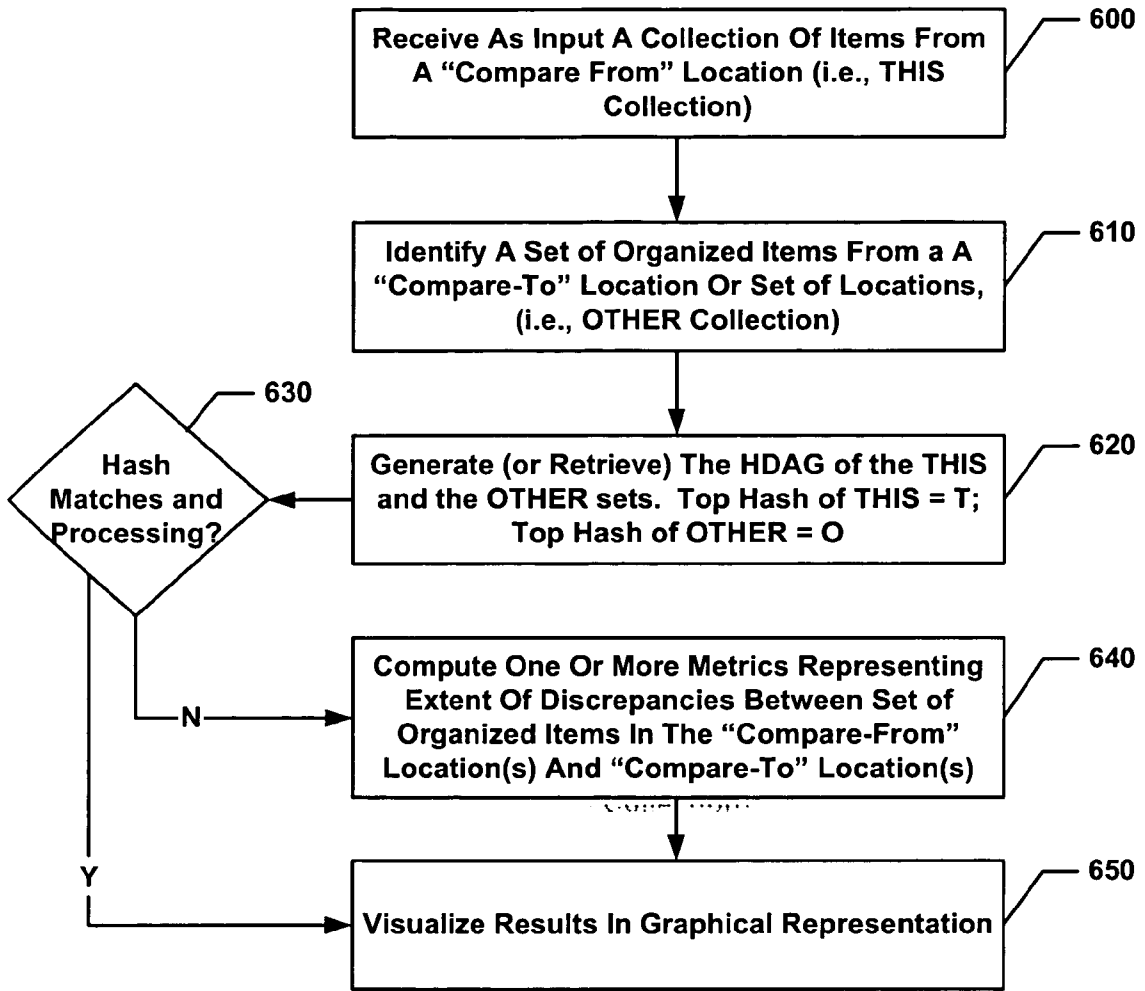 600
Receive As Input A Collection Of Items From
A “Compare From” Location (i.e., THIS
Collection)
610
Identify A Set of Organized Items From a A
“Compare-To” Location Or Set of Locations,
(i.e., OTHER Collection)
630
Hash
Matches and
Processing?
620
Generate (or Retrieve) The HDAG of the THIS
and the OTHER sets. Top Hash of THIS = T;
Top Hash of OTHER = O
640
Compute One Or More Metrics Representing
Extent Of Discrepancies Between Set of
Organized Items In The “Compare-From”
Location(s) And “Compare-To” Location(s)
N
Y
650
Visualize Results In Graphical Representation